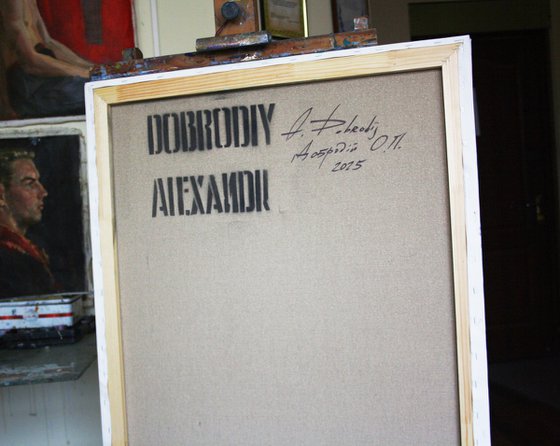 DOBRODIY
ALEXANDR
A. Dobrodij
Добродій О.П.
2025